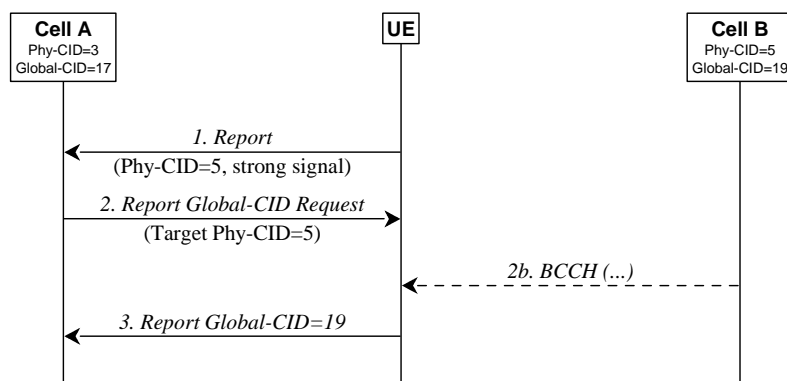 Cell A
Phy-CID=3
Global-CID=17
UE
Cell B
Phy-CID=5
Global-CID=19
1. Report
(Phy-CID=5, strong signal)
2. Report Global-CID Request
(Target Phy-CID=5)
2b. BCCH (...)
3. Report Global-CID=19